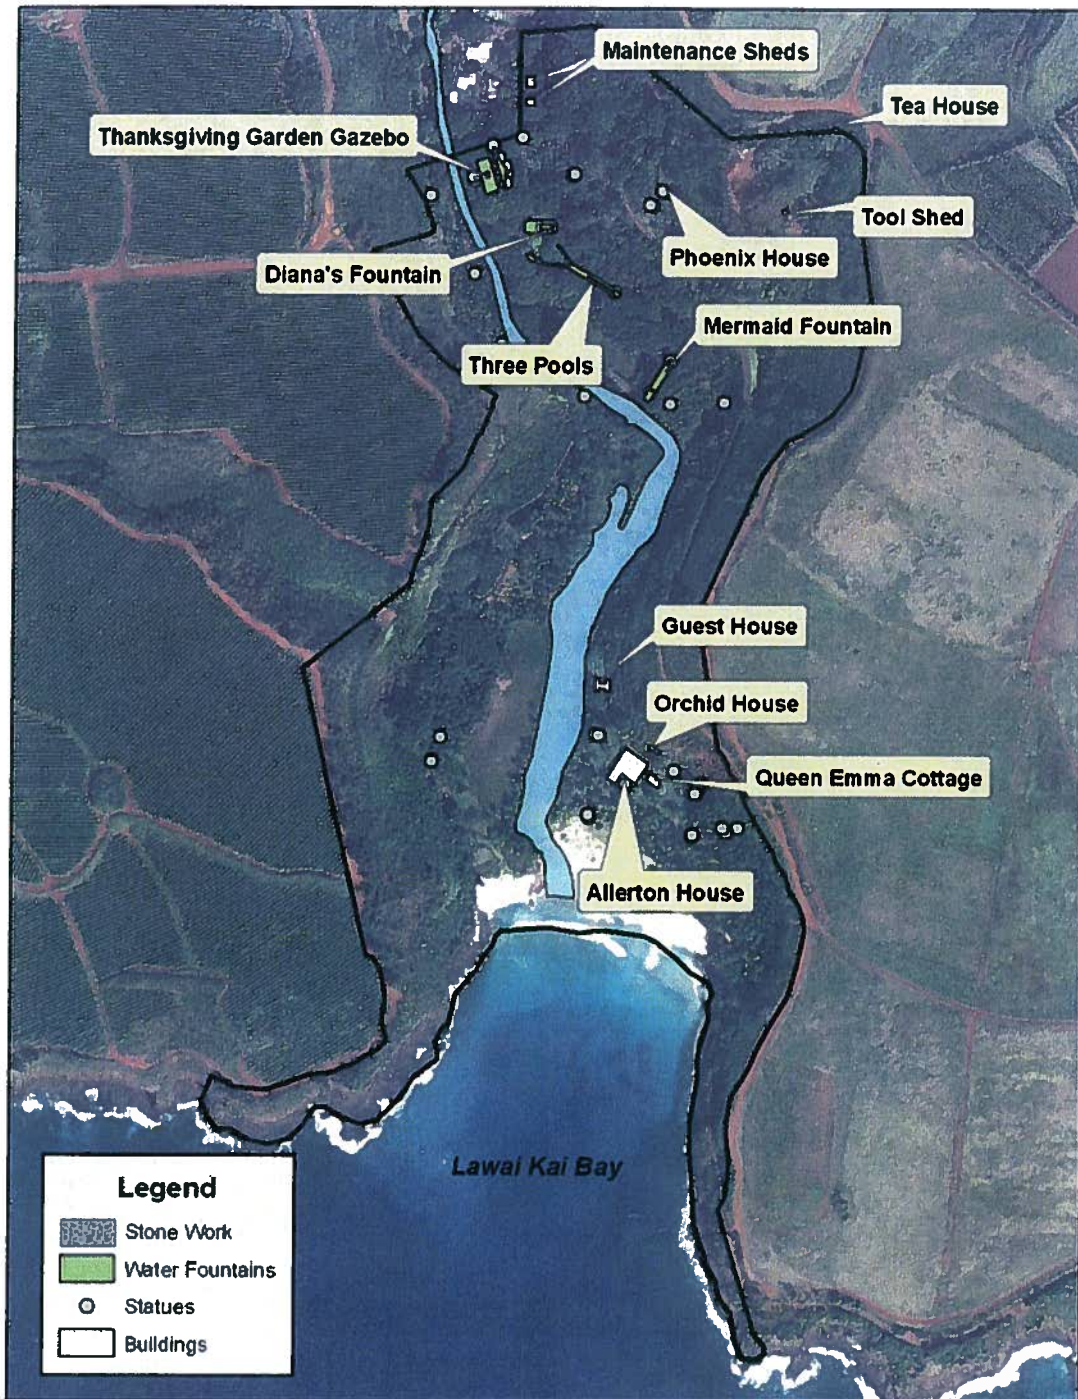 Maintenance Sheds
Tea House
Thanksgiving Garden Gazebo
Tool Shed
Phoenix House
Diana's Fountain
Mermaid Fountain
Three Pools
Guest House
Orchid House
Queen Emma Cottage
Allerton House
Lawai Kai Bay
Legend
Stone Work
Water Fountains
Statues
Buildings